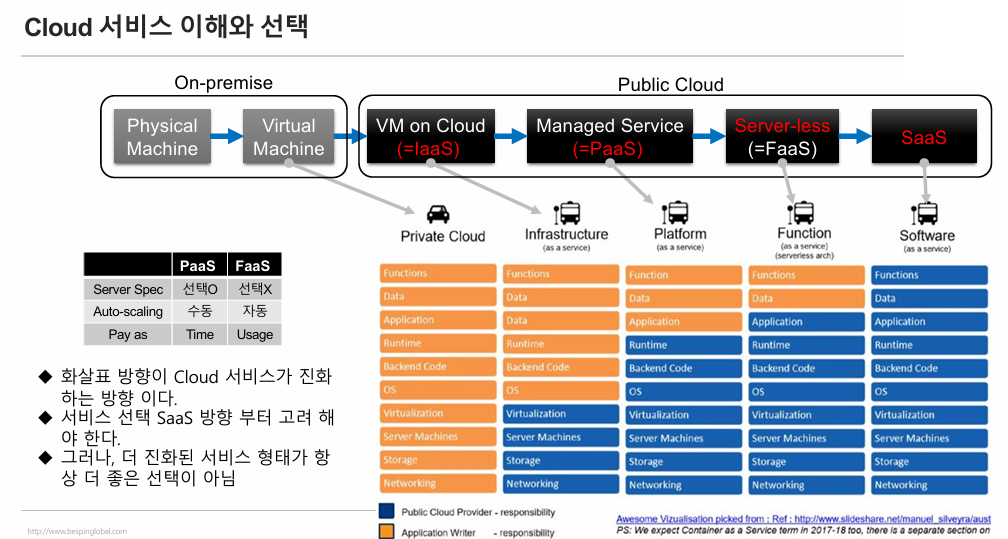 Cloud 서비스 이해와 선택
On-premise
Public Cloud
Physical
Machine
Virtual
Machine
VM on Cloud
(=IaaS)
Managed Service
(=PaaS)
Server-less
(=FaaS)
SaaS
Private Cloud
Infrastructure
(as a service)
Platform
(as a service)
Function
(as a service)
(serverless arch)
Software
(as a service)
PaaS FaaS
Server Spec 선택O 선택X
Auto-scaling 수동 자동
Pay as Time Usage
◆ 화살표 방향이 Cloud 서비스가 진화
하는 방향 이다.
◆ 서비스 선택 SaaS 방향 부터 고려 해
야 한다.
◆ 그러나, 더 진화된 서비스 형태가 항
상 더 좋은 선택이 아님
Functions Functions Function Functions Functions
Data Data Data Data Data
Application Data Application Application Application
Runtime Runtime Runtime Runtime Runtime
Backend Code Backend Code Backend Code Backend Code Backend Code
OS OS OS OS OS
Virtualization Virtualization Virtualization Virtualization Virtualization
Server Machines Server Machines Server Machines Server Machines Server Machines
Storage Storage Storage Storage Storage
Networking Networking Networking Networking Networking
Public Cloud Provider - responsibility
Application Writer - responsibility
Awesome Vizualisation picked from : Ref : http://www.slideshare.net/manuel_silveyra/aust
PS: We expect Container as a Service term in 2017-18 too, there is a separate section on
http://www.bespinglobal.com